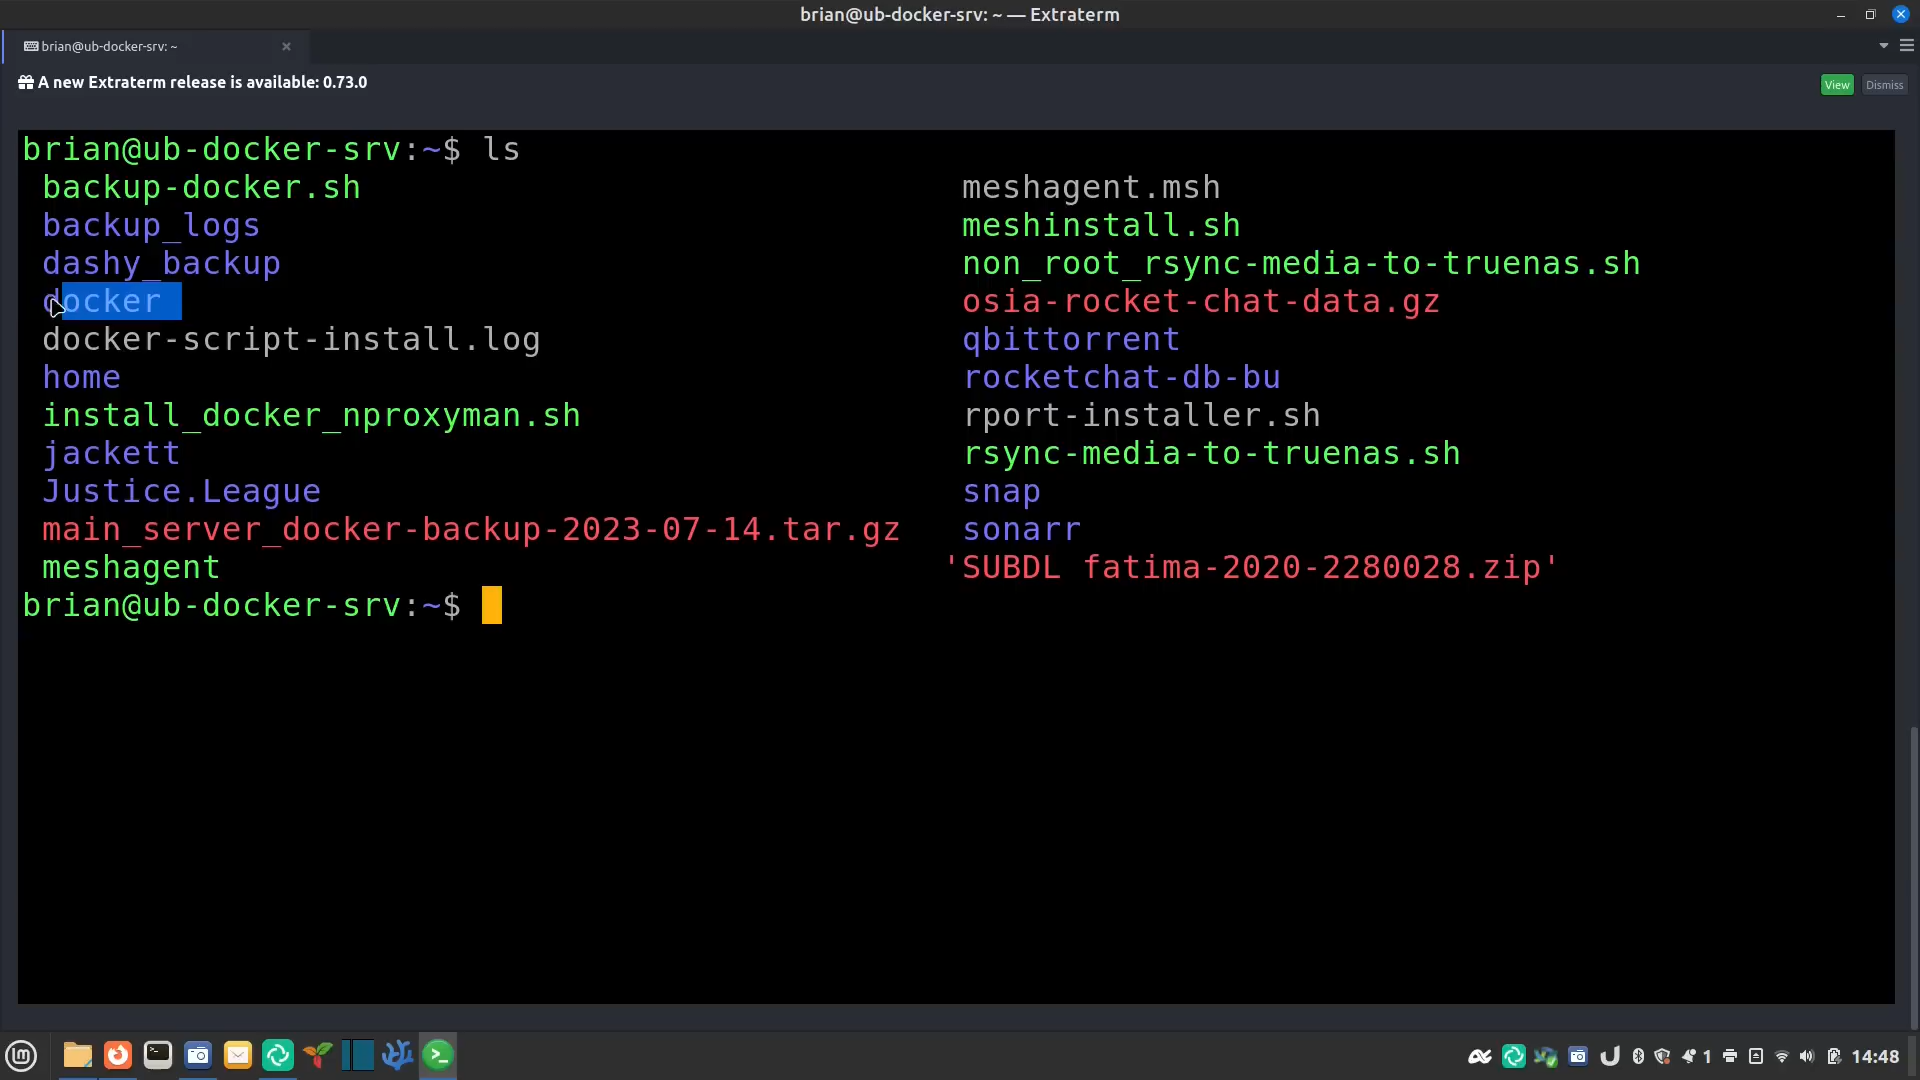 brian@ub-docker-srv: ~ — Extraterm
brian@ub-docker-srv: ~
A new Extraterm release is available: 0.73.0
View Dismiss
brian@ub-docker-srv:~$ ls
backup-docker.sh meshagent.msh
backup_logs meshinstall.sh
dashy_backup non_root_rsync-media-to-truenas.sh
docker osia-rocket-chat-data.gz
docker-script-install.log qbittorrent
home rocketchat-db-bu
install_docker_nproxyman.sh rport-installer.sh
jackett rsync-media-to-truenas.sh
Justice.League snap
main_server_docker-backup-2023-07-14.tar.gz sonarr
meshagent 'SUBDL fatima-2020-2280028.zip'
brian@ub-docker-srv:~$
1 14:48